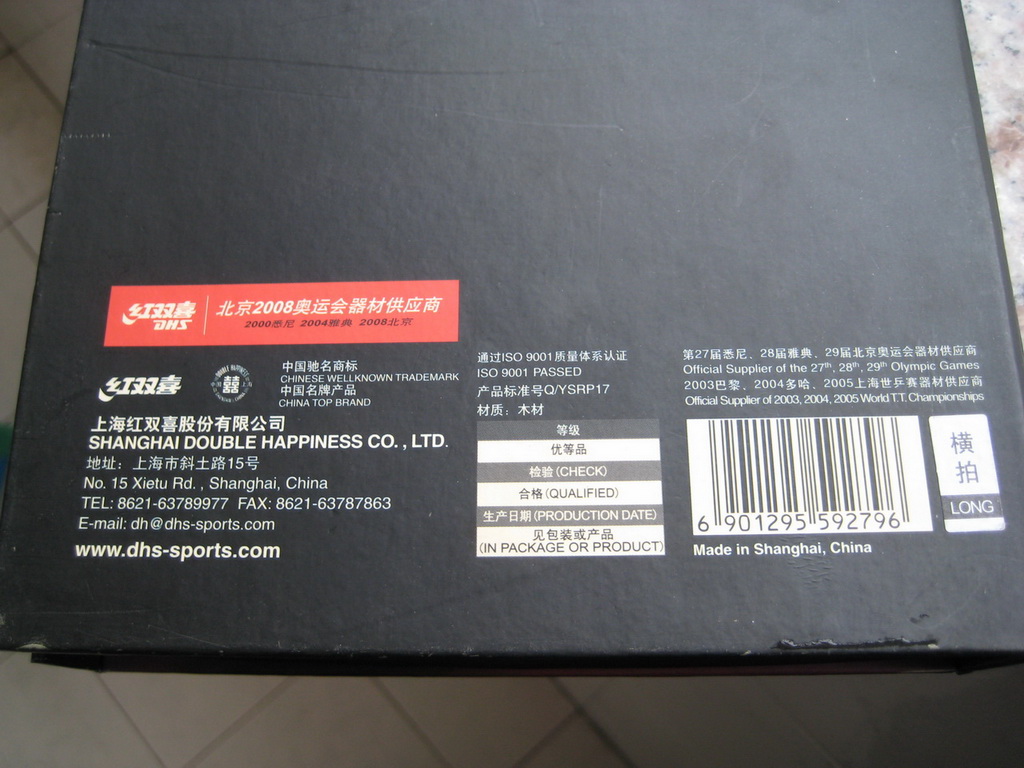 红双喜 DHS
北京2008奥运会器材供应商
2000悉尼 2004雅典 2008北京
红双喜
DOUBLE HAPPINESS
中国驰名商标
CHINESE WELLKNOWN TRADEMARK
中国名牌产品
CHINA TOP BRAND
上海红双喜股份有限公司
SHANGHAI DOUBLE HAPPINESS CO. , LTD.
地址: 上海市斜土路15号
No. 15 Xietu Rd. , Shanghai, China
TEL: 8621-63789977 FAX: 8621-63787863
E-mail: dh@dhs-sports.com
www.dhs-sports.com
通过ISO 9001质量体系认证
ISO 9001 PASSED
产品标准号Q/YSRP17
材质: 木材
等级
优等品
检验(CHECK)
合格(QUALIFIED)
生产日期(PRODUCTION DATE)
见包装或产品
(IN PACKAGE OR PRODUCT)
第27届悉尼、28届雅典、29届北京奥运会器材供应商
Official Supplier of the 27th, 28th, 29th Olympic Games
2003巴黎、2004多哈、2005上海世乒赛器材供应商
Official Supplier of 2003, 2004, 2005 World T.T. Championships
6 901295 592796
Made in Shanghai, China
横拍
LONG